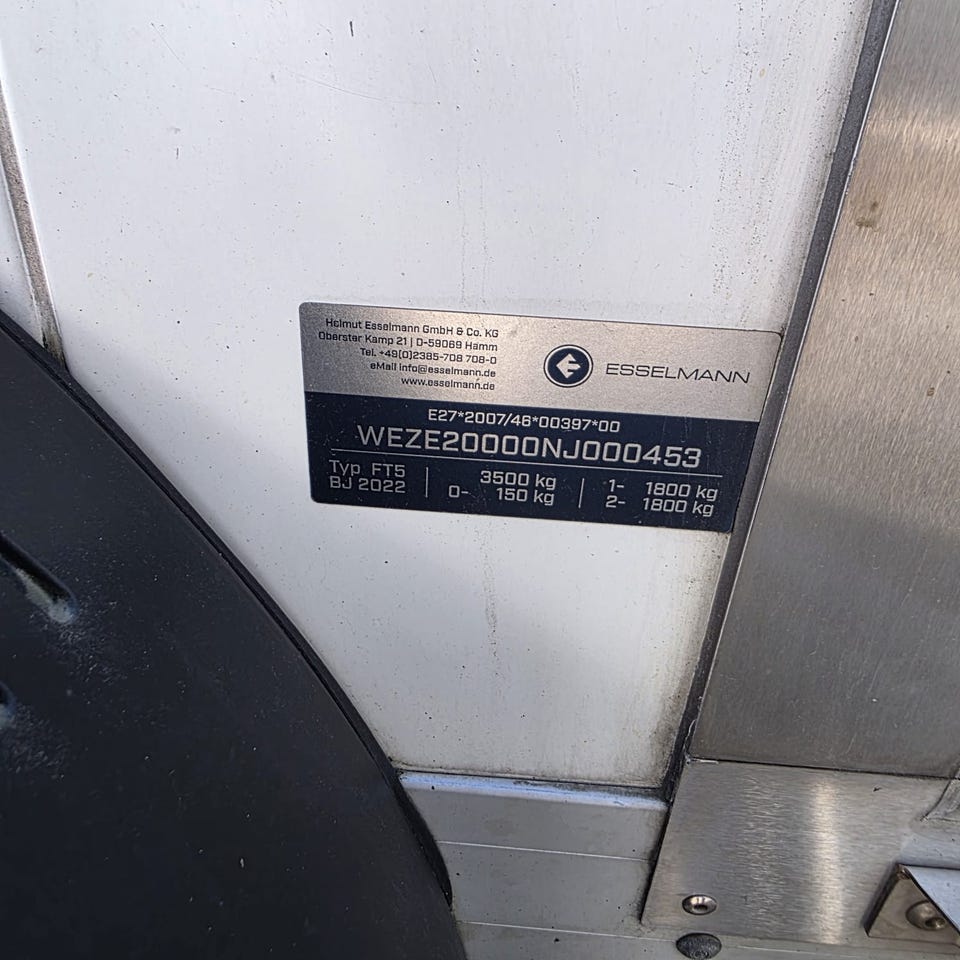 Helmut Esselmann GmbH & Co. KG
Oberster Kamp 21 | D-59069 Hamm
Tel. +49(0)2385-708 708-0
eMail info@esselmann.de
www.esselmann.de
ESSELMANN
E27*2007/46*00397*00
WEZE20000NJ000453
Typ FT5
BJ 2022
3500 kg
0- 150 kg
1- 1800 kg
2- 1800 kg